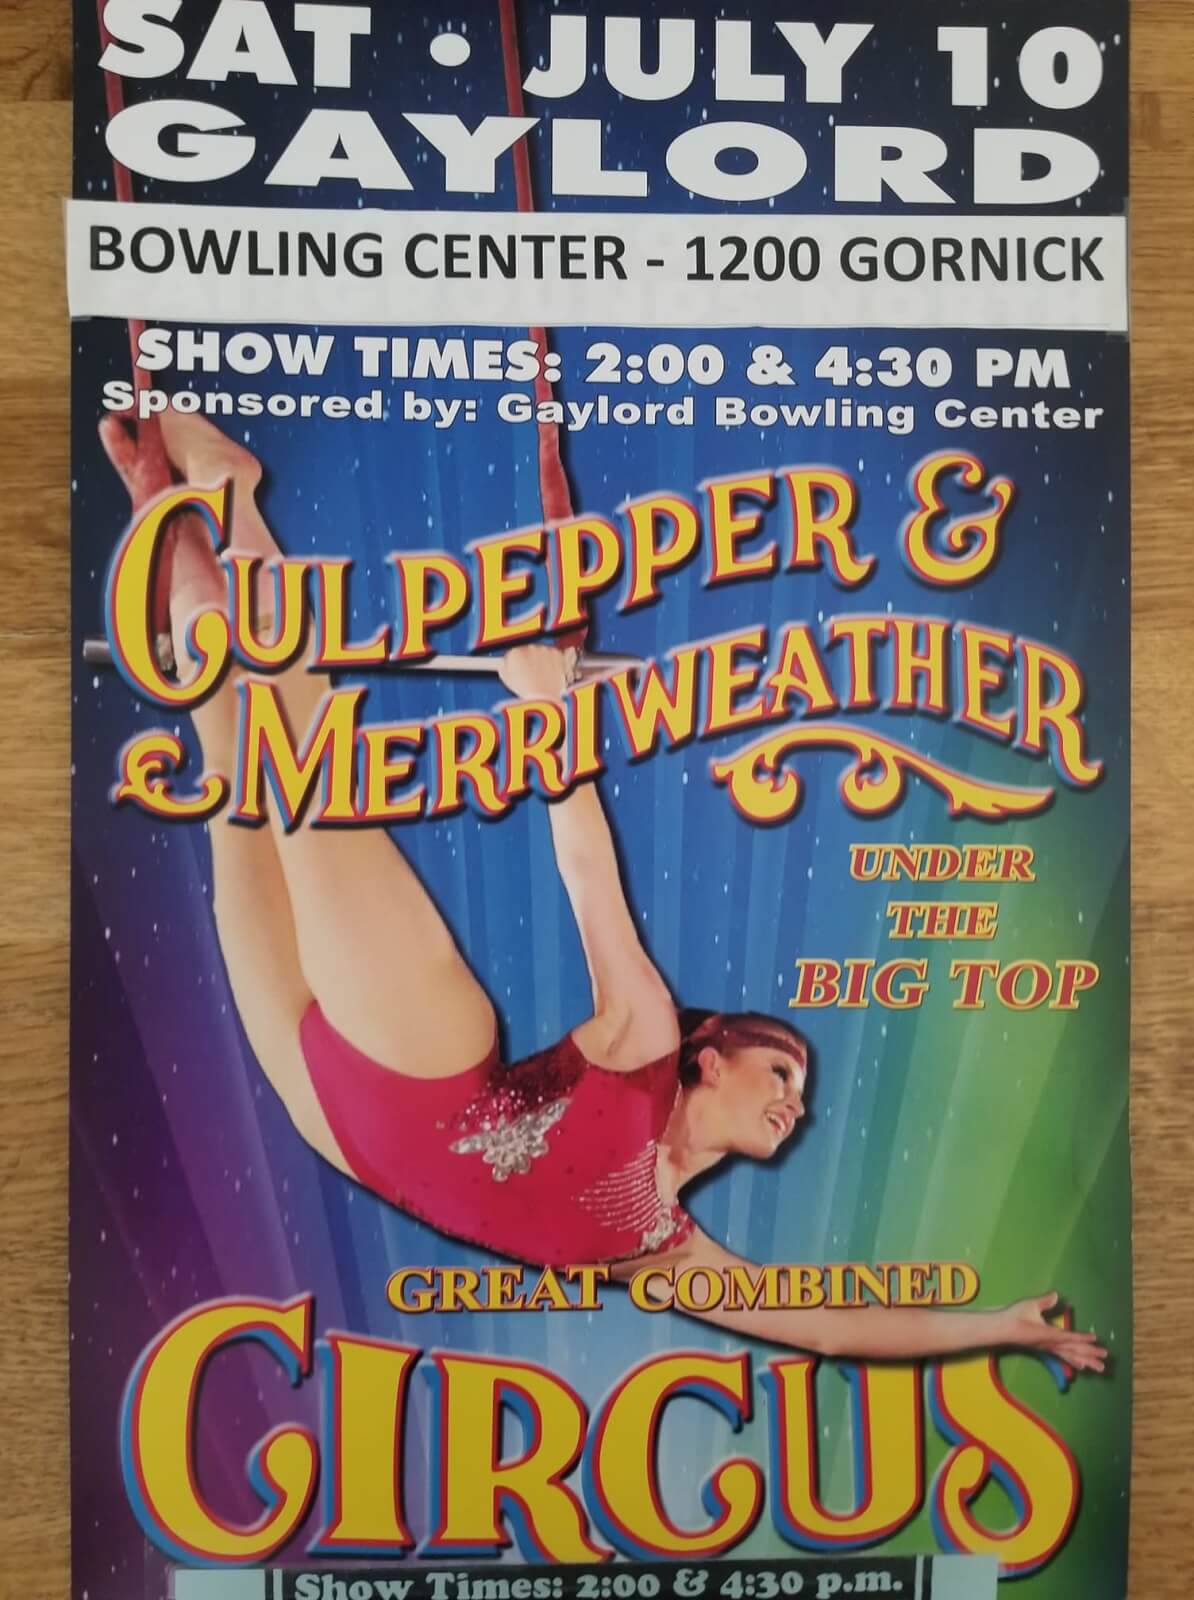 SAT • JULY 10
GAYLORD
BOWLING CENTER - 1200 GORNICK
SHOW TIMES: 2:00 & 4:30 PM
Sponsored by: Gaylord Bowling Center
CULPEPPER &
& MERRIWEATHER
UNDER
THE
BIG TOP
GREAT COMBINED
CIRCUS
Show Times: 2:00 & 4:30 p.m.